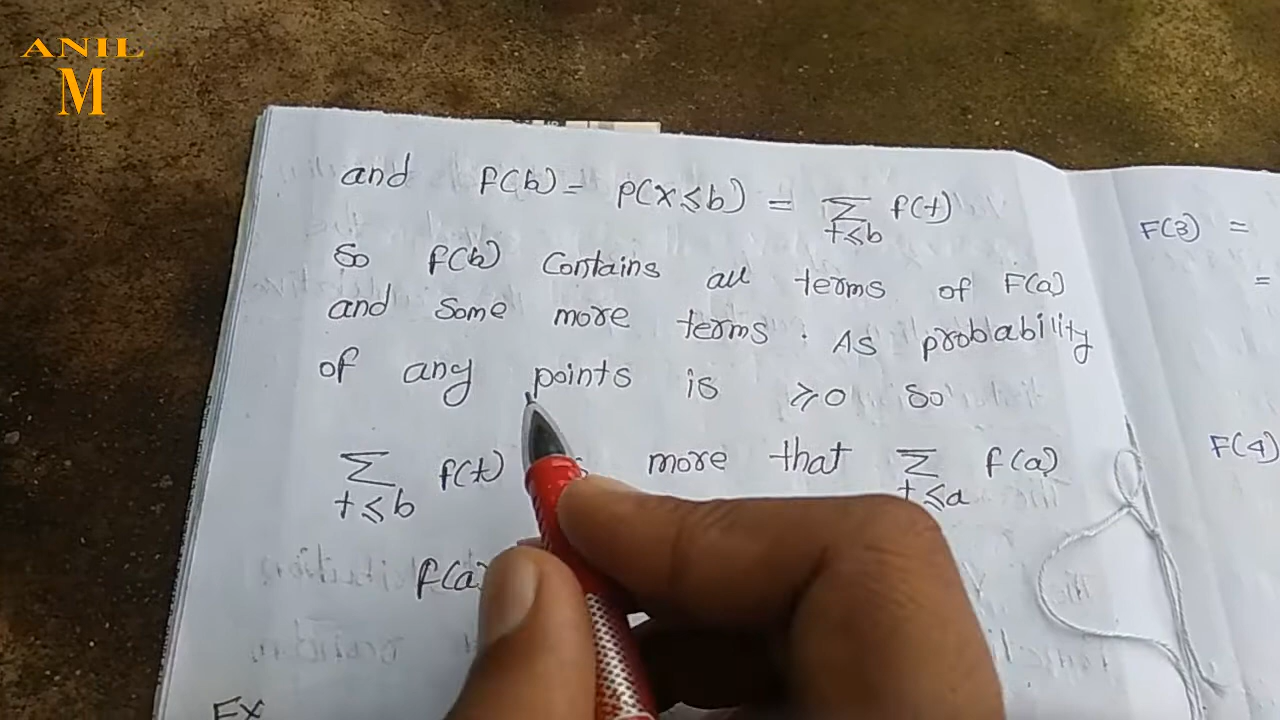 ANIL
M
and f(b) = P(X ≤ b) = Σ f(t)
t ≤ b
So f(b) Contains all terms of F(a)
and some more terms. As probability
of any points is ≥ 0 so
Σ f(t) more that Σ f(a)
t ≤ b t ≤ a
f(a)
Ex
F(3) =
=
F(4)